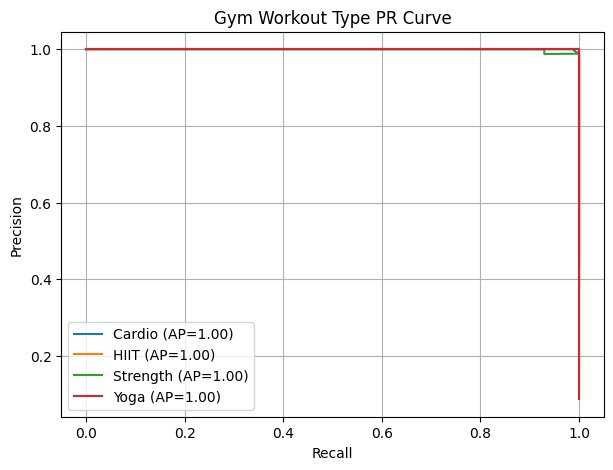 Gym Workout Type PR Curve
1.0
0.8
0.6
0.4
0.2
Precision
Cardio (AP=1.00)
HIIT (AP=1.00)
Strength (AP=1.00)
Yoga (AP=1.00)
0.0 0.2 0.4 0.6 0.8 1.0
Recall